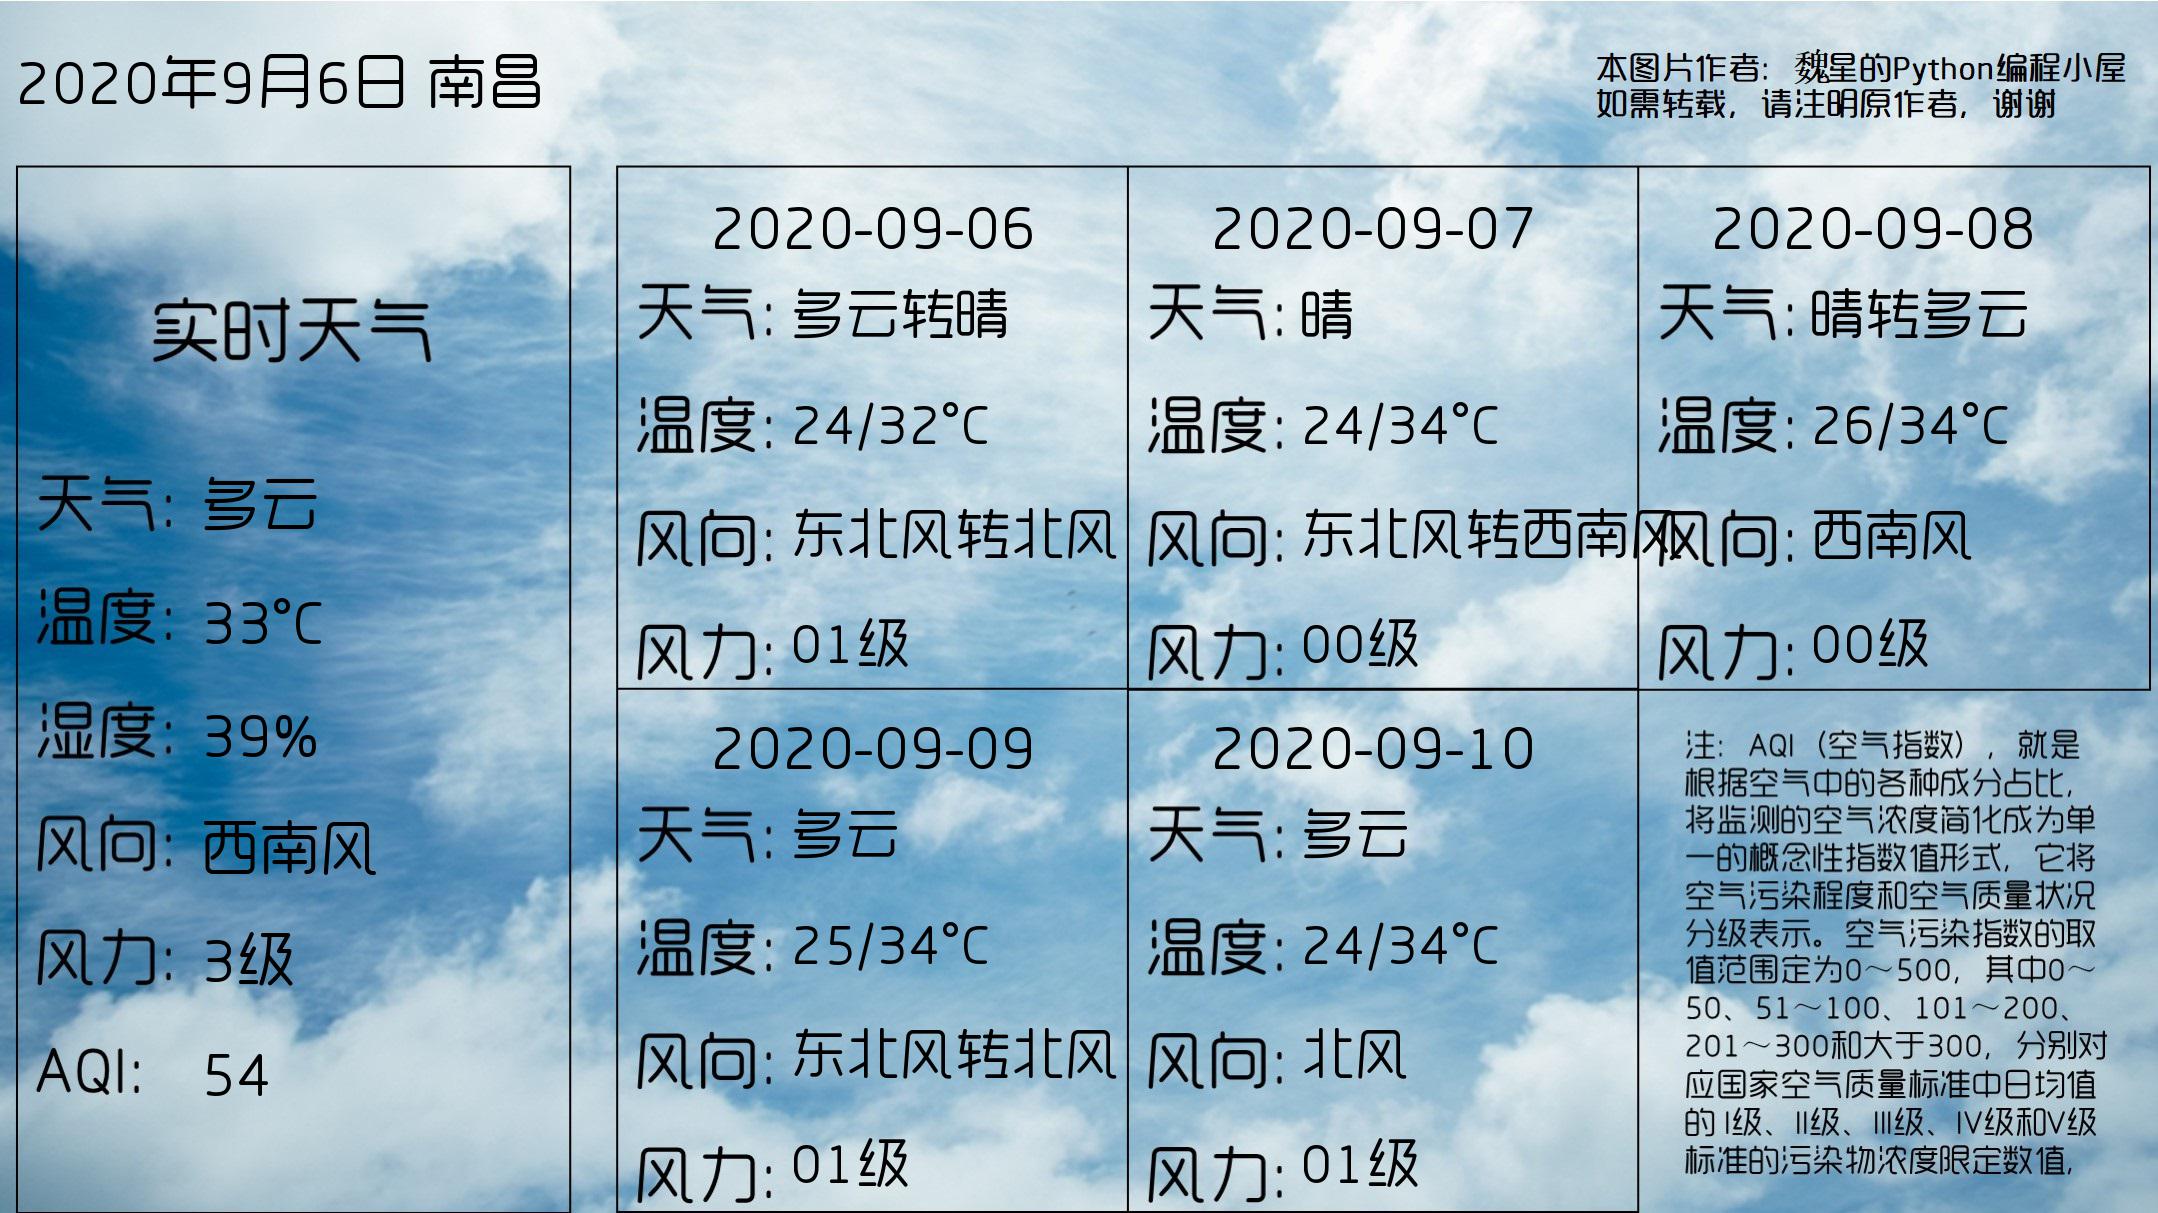 2020年9月6日 南昌
本图片作者：魏星的Python编程小屋
如需转载，请注明原作者，谢谢
实时天气
天气: 多云
温度: 33°C
湿度: 39%
风向: 西南风
风力: 3级
AQI: 54
2020-09-06
天气: 多云转晴
温度: 24/32°C
风向: 东北风转北风
风力: 01级
2020-09-07
天气: 晴
温度: 24/34°C
风向: 东北风转西南风
风力: 00级
2020-09-08
天气: 晴转多云
温度: 26/34°C
风向: 西南风
风力: 00级
2020-09-09
天气: 多云
温度: 25/34°C
风向: 东北风转北风
风力: 01级
2020-09-10
天气: 多云
温度: 24/34°C
风向: 北风
风力: 01级
注：AQI（空气指数），就是
根据空气中的各种成分占比，
将监测的空气浓度简化成为单
一的概念性指数值形式，它将
空气污染程度和空气质量状况
分级表示。空气污染指数的取
值范围定为0～500，其中0～
50、51～100、101～200、
201～300和大于300，分别对
应国家空气质量标准中日均值
的 I级、II级、III级、IV级和V级
标准的污染物浓度限定数值，